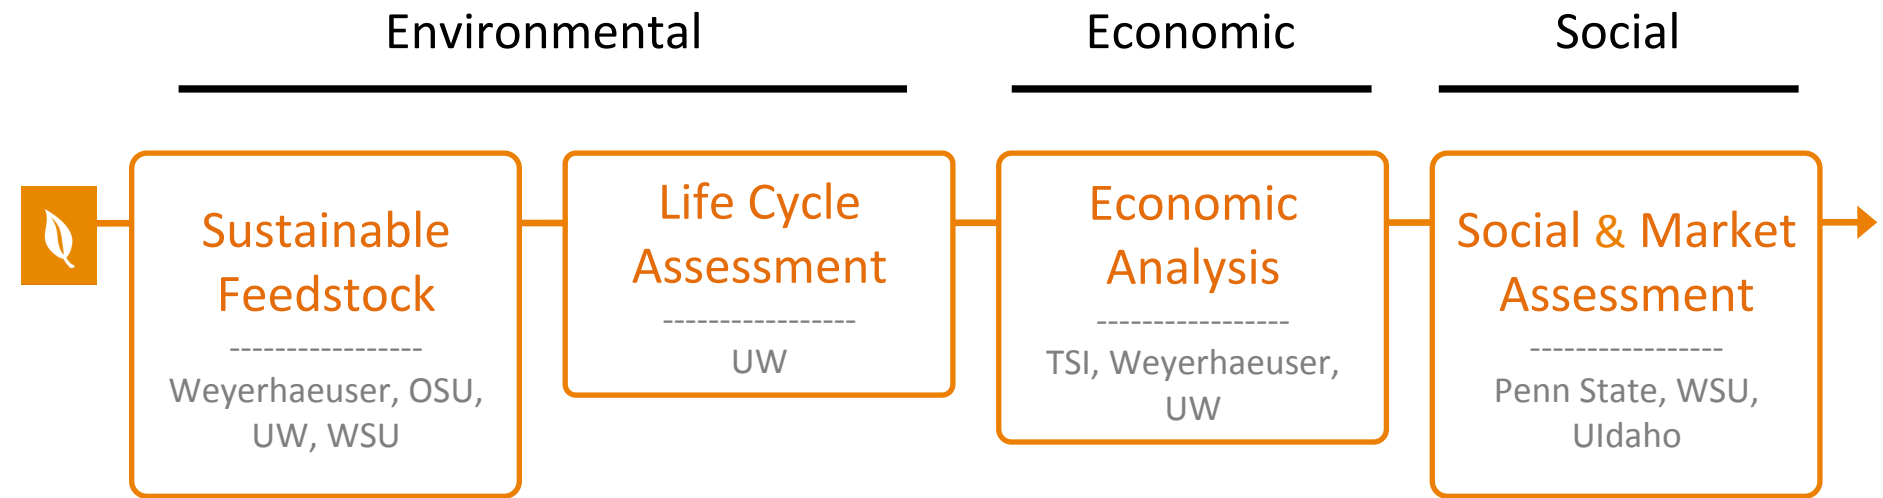 Environmental
Economic
Social
Sustainable
Feedstock
-----------------
Weyerhaeuser, OSU,
UW, WSU
Life Cycle
Assessment
-----------------
UW
Economic
Analysis
-----------------
TSI, Weyerhaeuser,
UW
Social & Market
Assessment
-----------------
Penn State, WSU,
UIdaho